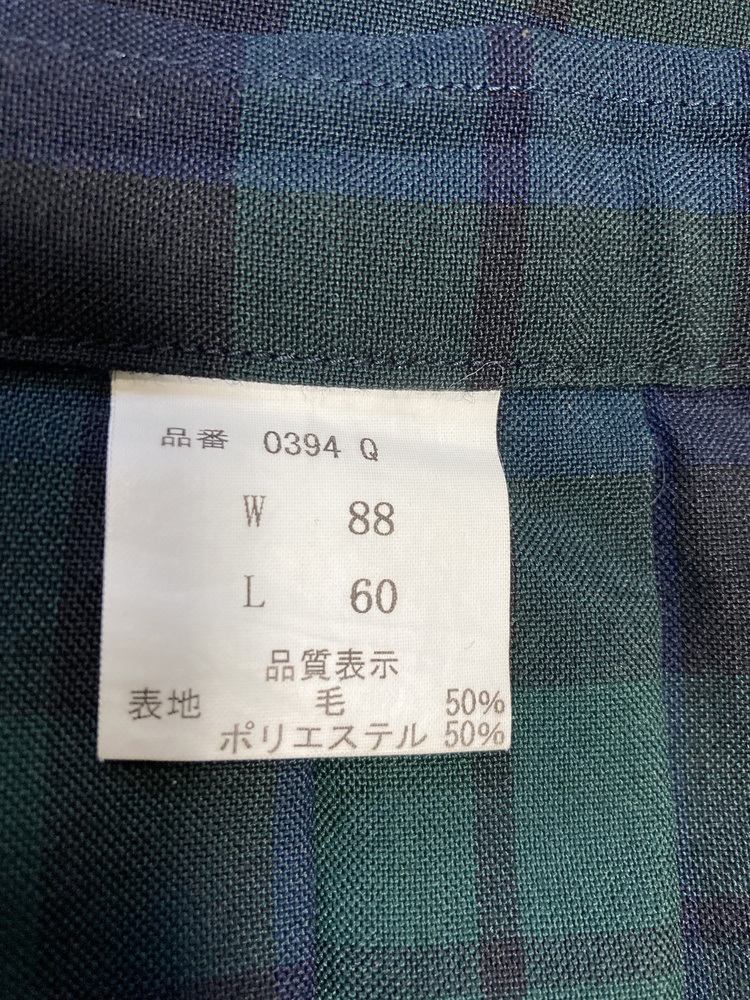 品番 0394 Q
W 88
L 60
品質表示
表地 毛 50%
ポリエステル 50%